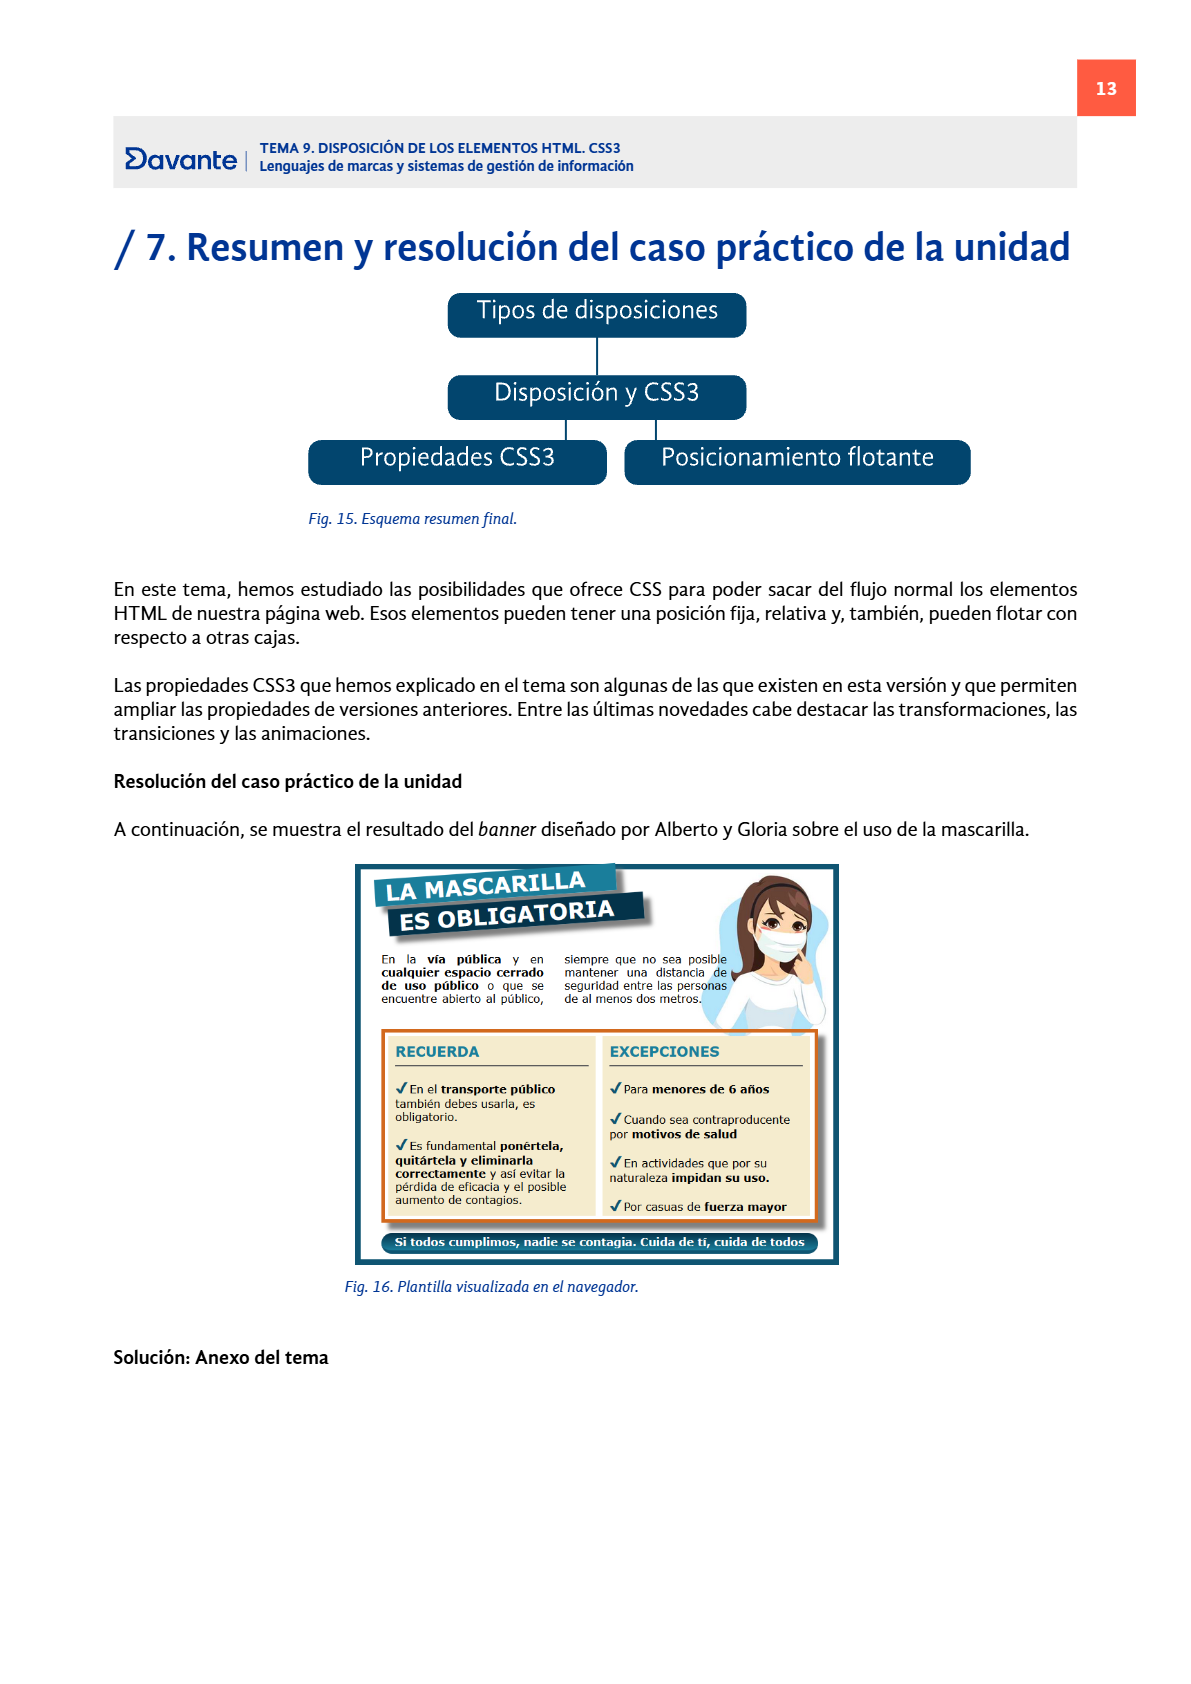 13
Davante
TEMA 9. DISPOSICIÓN DE LOS ELEMENTOS HTML. CSS3
Lenguajes de marcas y sistemas de gestión de información
/ 7. Resumen y resolución del caso práctico de la unidad
Tipos de disposiciones
Disposición y CSS3
Propiedades CSS3
Posicionamiento flotante
Fig. 15. Esquema resumen final.
En este tema, hemos estudiado las posibilidades que ofrece CSS para poder sacar del flujo normal los elementos
HTML de nuestra página web. Esos elementos pueden tener una posición fija, relativa y, también, pueden flotar con
respecto a otras cajas.
Las propiedades CSS3 que hemos explicado en el tema son algunas de las que existen en esta versión y que permiten
ampliar las propiedades de versiones anteriores. Entre las últimas novedades cabe destacar las transformaciones, las
transiciones y las animaciones.
Resolución del caso práctico de la unidad
A continuación, se muestra el resultado del banner diseñado por Alberto y Gloria sobre el uso de la mascarilla.
LA MASCARILLA
ES OBLIGATORIA
En la vía pública y en
cualquier espacio cerrado
de uso público o que se
encuentre abierto al público,
siempre que no sea posible
mantener una distancia de
seguridad entre las personas
de al menos dos metros.
RECUERDA
✓En el transporte público
también debes usarla, es
obligatorio.
✓Es fundamental ponértela,
quitártela y eliminarla
correctamente y así evitar la
pérdida de eficacia y el posible
aumento de contagios.
EXCEPCIONES
✓Para menores de 6 años
✓Cuando sea contraproducente
por motivos de salud
✓En actividades que por su
naturaleza impidan su uso.
✓Por casuas de fuerza mayor
Si todos cumplimos, nadie se contagia. Cuida de tí, cuida de todos
Fig. 16. Plantilla visualizada en el navegador.
Solución: Anexo del tema